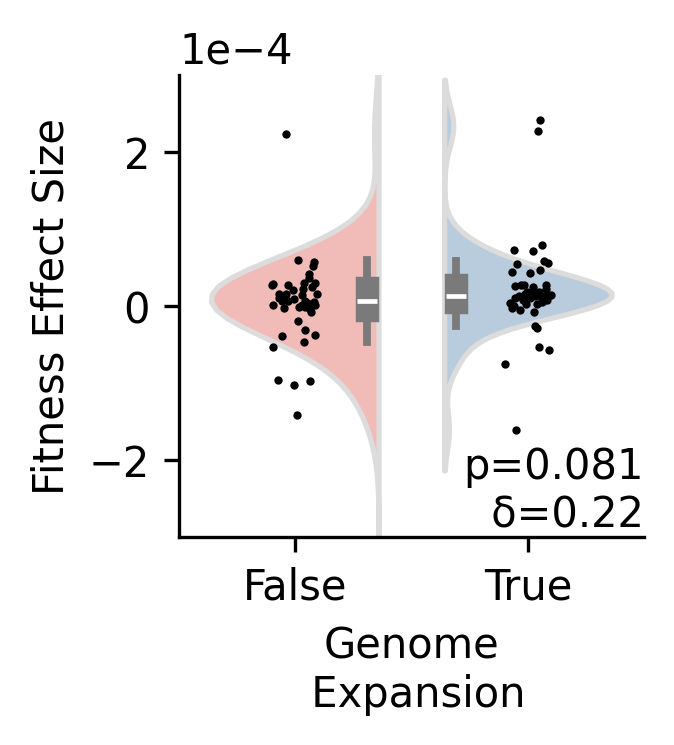 1e−4
Fitness Effect Size
2
0
−2
p=0.081
δ=0.22
False
True
Genome
Expansion